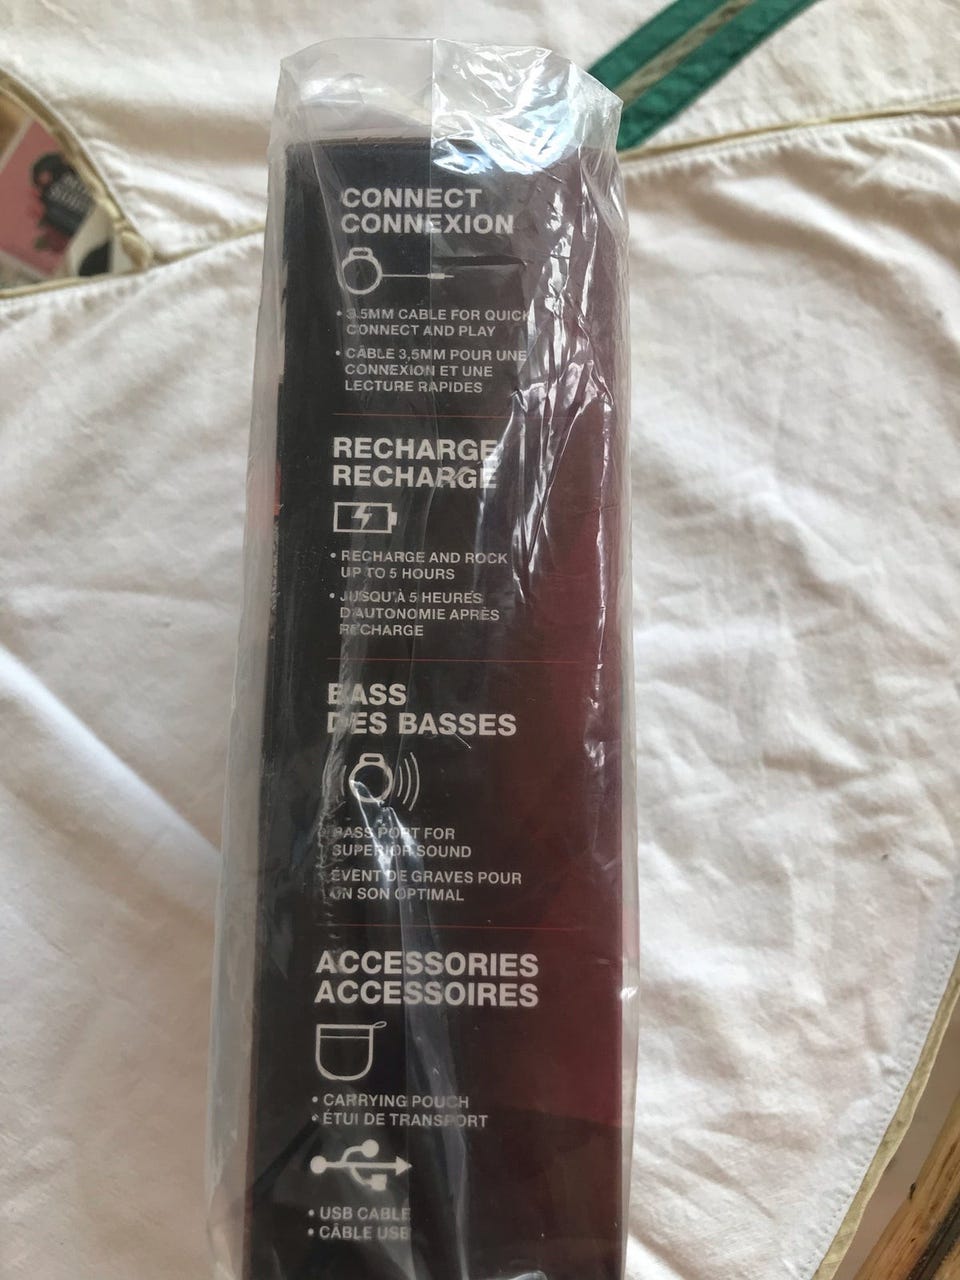 CONNECT
CONNEXION
• 3.5MM CABLE FOR QUICK
CONNECT AND PLAY
• CÂBLE 3,5MM POUR UNE
CONNEXION ET UNE
LECTURE RAPIDES
RECHARGE
RECHARGE
• RECHARGE AND ROCK
UP TO 5 HOURS
• JUSQU'À 5 HEURES
D'AUTONOMIE APRÈS
RECHARGE
BASS
DES BASSES
• BASS PORT FOR
SUPERIOR SOUND
ÉVENT DE GRAVES POUR
UN SON OPTIMAL
ACCESSORIES
ACCESSOIRES
• CARRYING POUCH
• ÉTUI DE TRANSPORT
• USB CABLE
• CÂBLE USB